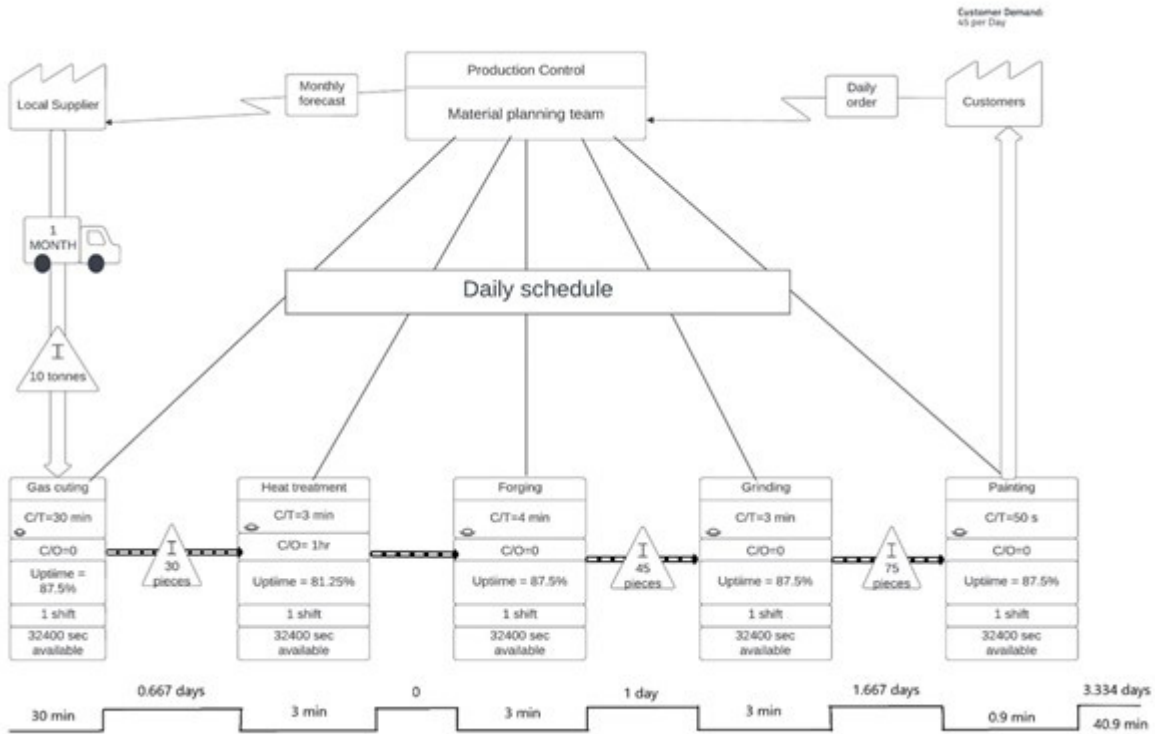 Customer Demand:
45 per Day
Local Supplier
Monthly
forecast
Production Control
Material planning team
Daily
order
Customers
1
MONTH
Daily schedule
I
10 tonnes
Gas cuting
C/T=30 min
C/O=0
Uptiime =
87.5%
1 shift
32400 sec
available
I
30
pieces
Heat treatment
C/T=3 min
C/O= 1hr
Uptiime = 81.25%
1 shift
32400 sec
available
Forging
C/T=4 min
C/O=0
Uptiime = 87.5%
1 shift
32400 sec
available
I
45
pieces
Grinding
C/T=3 min
C/O=0
Uptiime = 87.5%
1 shift
32400 sec
available
I
75
pieces
Painting
C/T=50 s
C/O=0
Uptiime = 87.5%
1 shift
32400 sec
available
30 min
0.667 days
3 min
0
3 min
1 day
3 min
1.667 days
0.9 min
3.334 days
40.9 min